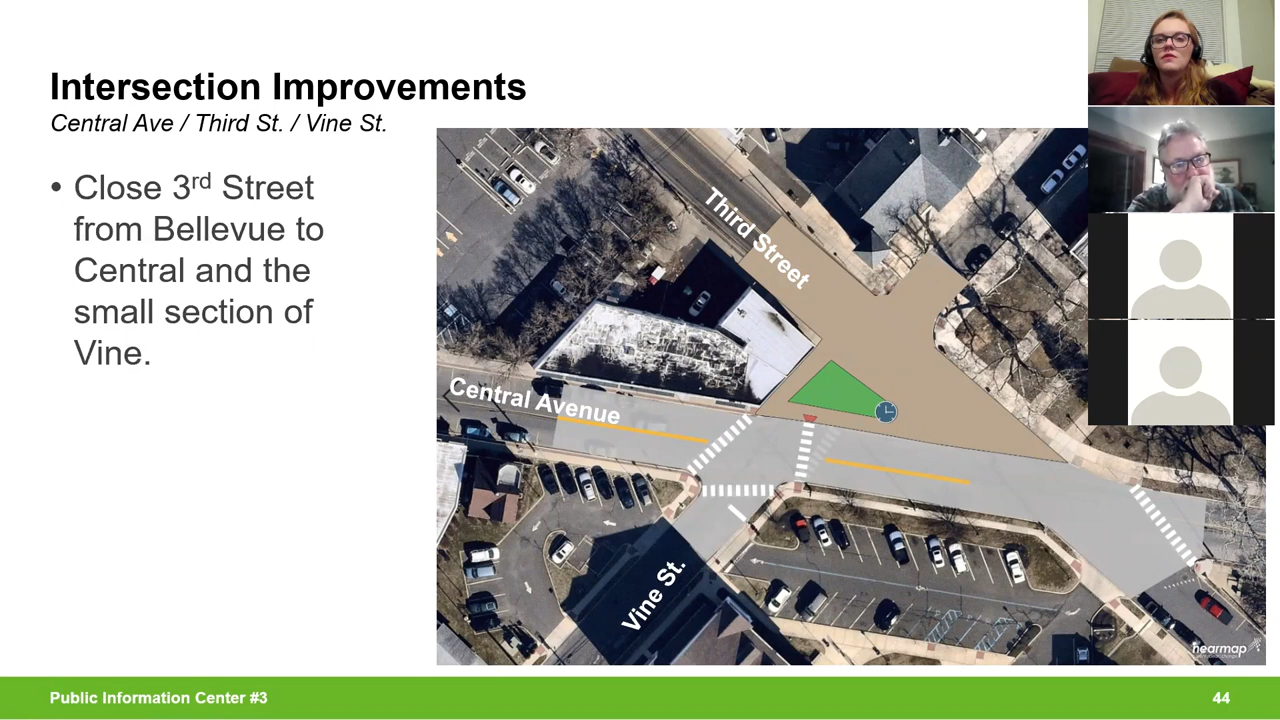 Intersection Improvements
Central Ave / Third St. / Vine St.
• Close 3rd Street
from Bellevue to
Central and the
small section of
Vine.
Third Street
Central Avenue
Vine St.
nearmap
Public Information Center #3
44